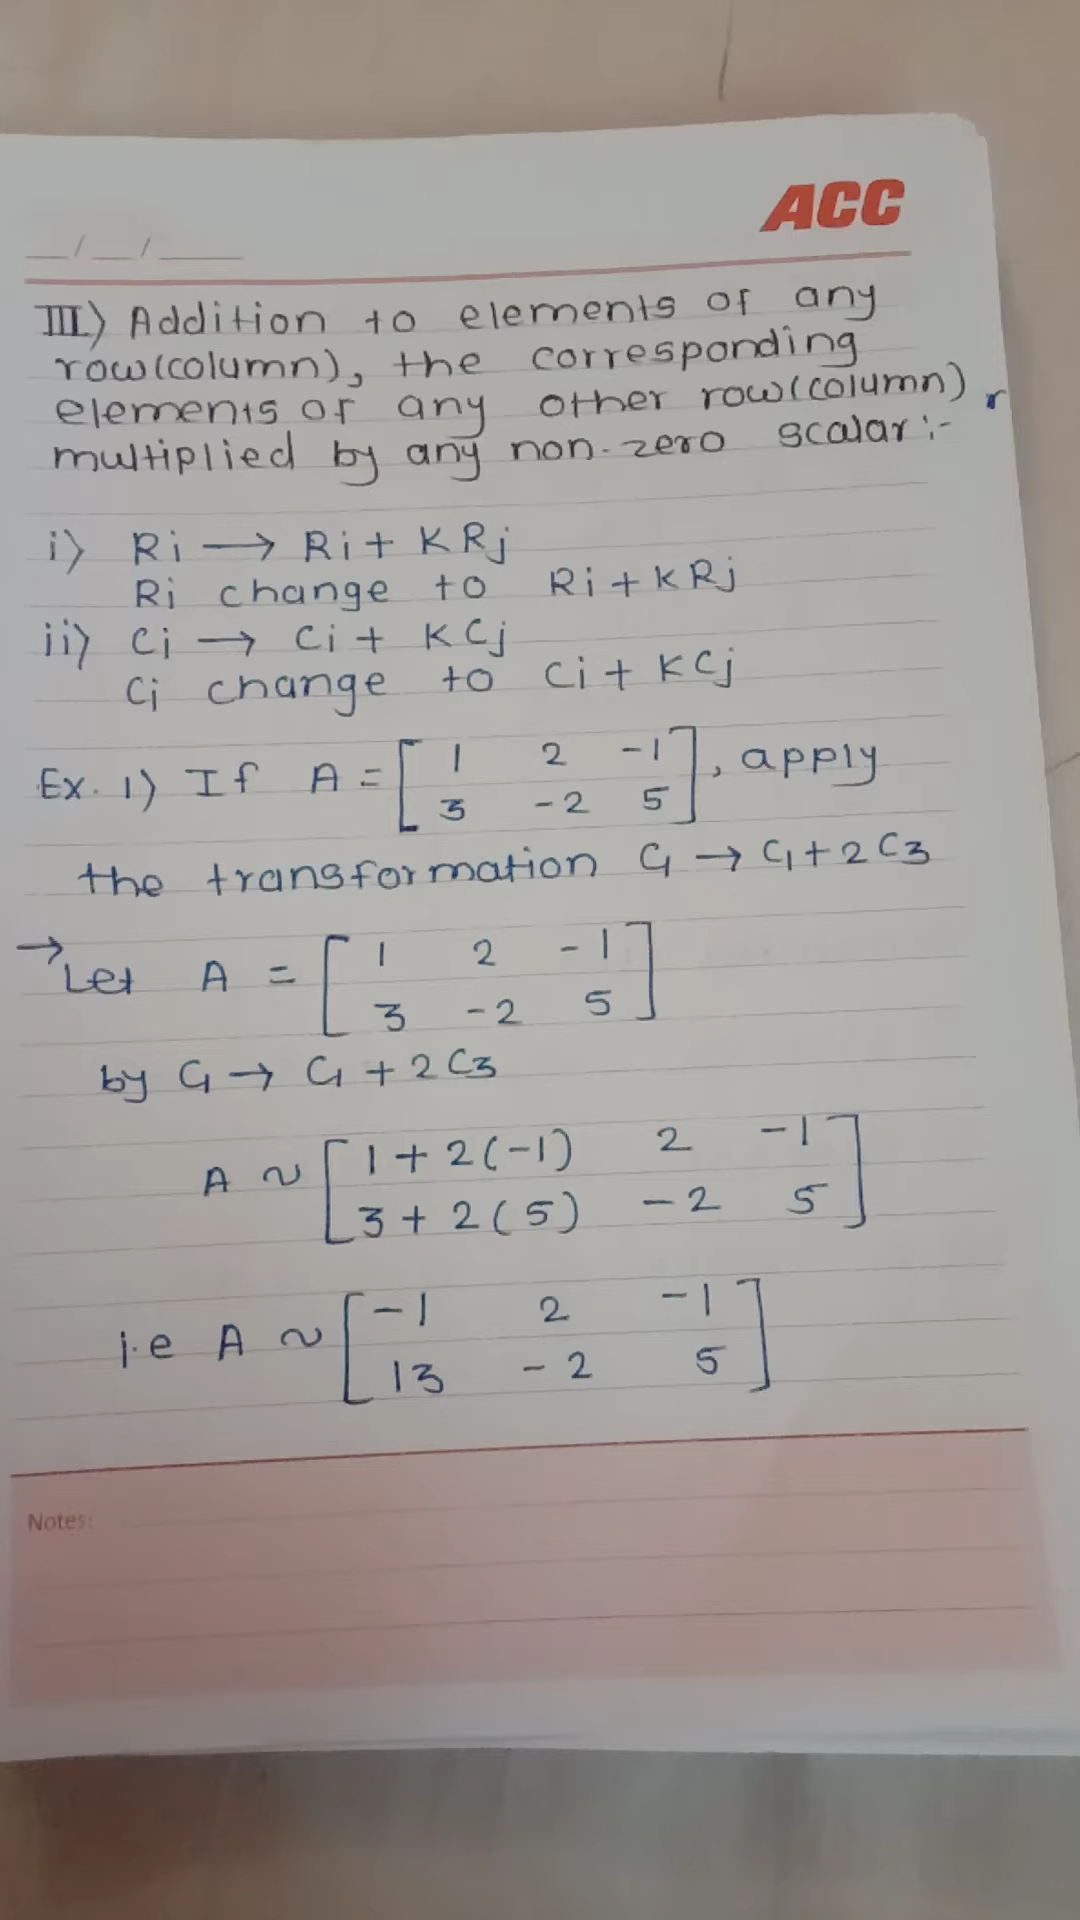 ACC
__/__/____
III) Addition to elements of any
row(column), the corresponding
elements of any other row(column)
multiplied by any non-zero scalar :-
i) Ri → Ri + KRj
Ri change to Ri + KRj
ii) Ci → Ci + KCj
Ci change to Ci + KCj
Ex. 1) If A = [ 1 2 -1 ], apply
3 -2 5
the transformation C1 → C1 + 2C3
→ Let A = [ 1 2 -1 ]
3 -2 5
by C1 → C1 + 2C3
A ~ [ 1 + 2(-1) 2 -1 ]
3 + 2(5) -2 5
i.e A ~ [ -1 2 -1 ]
13 -2 5
Notes: